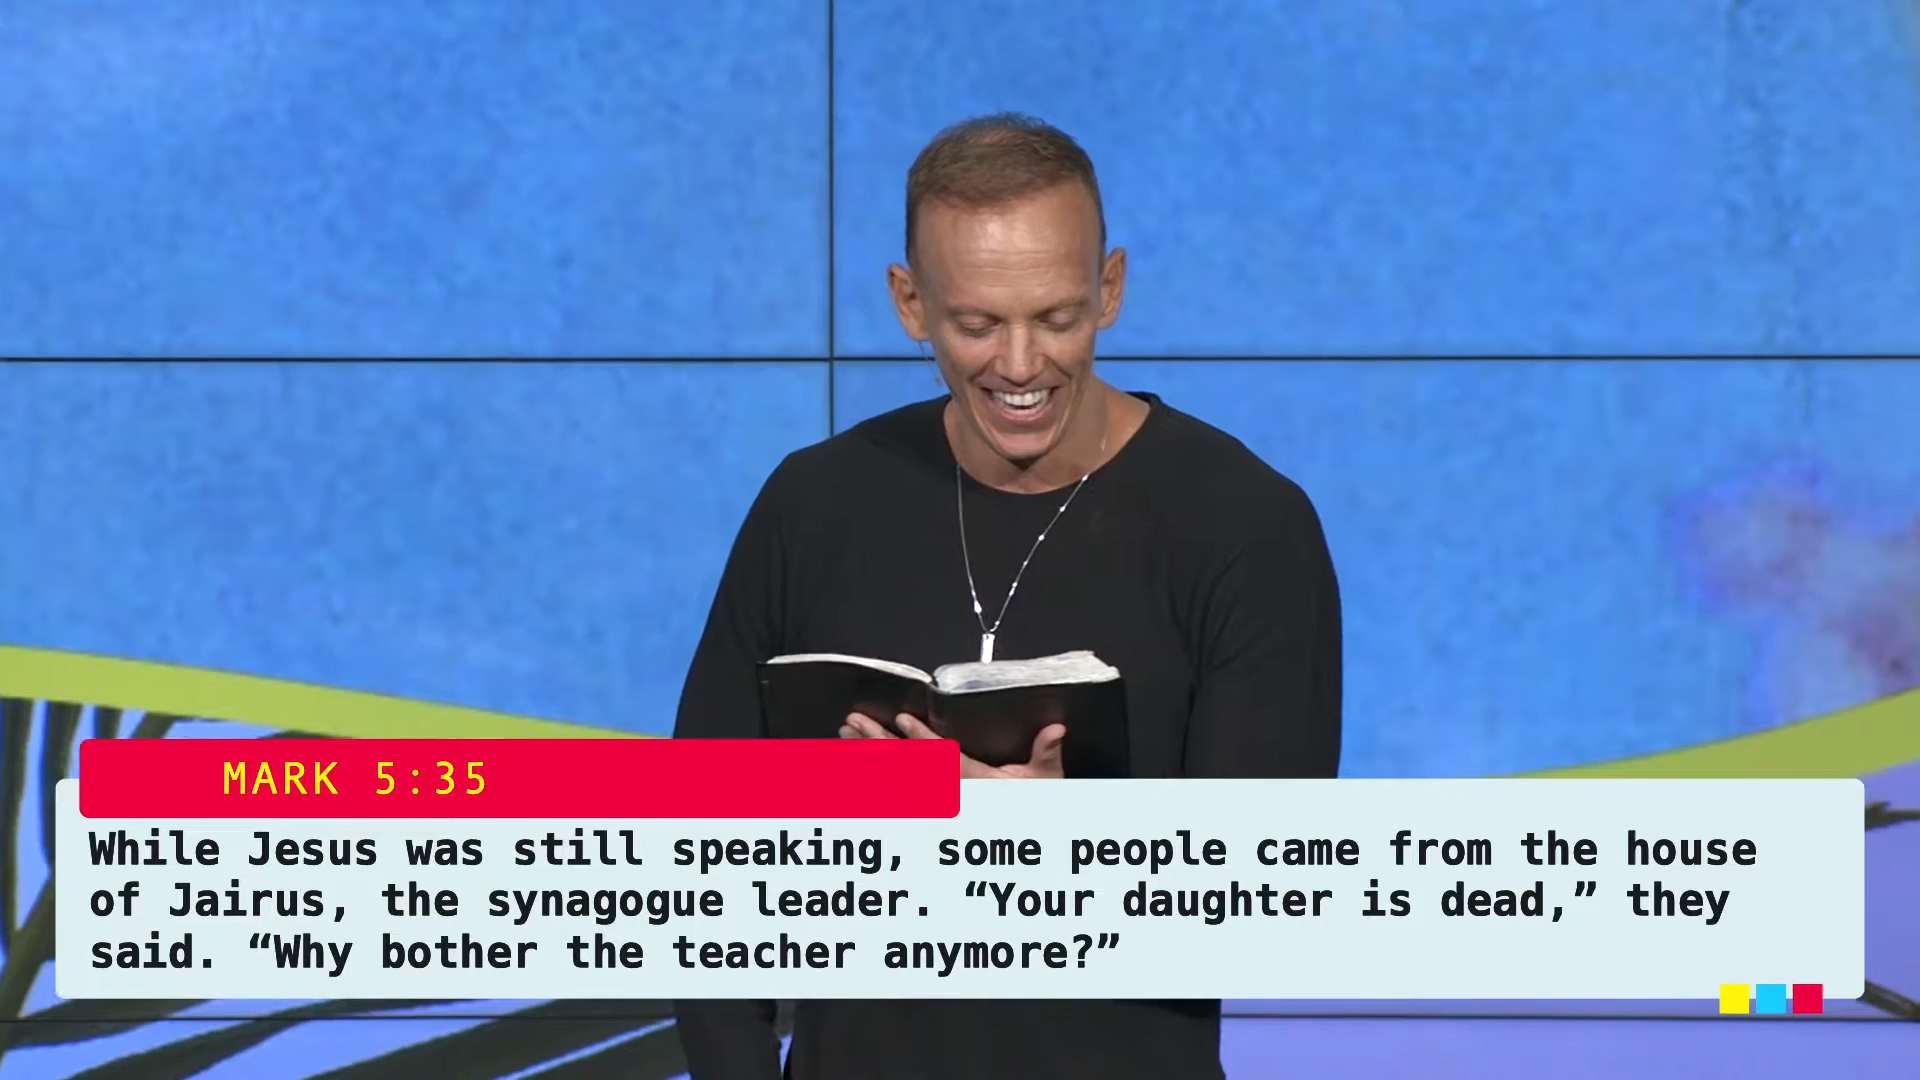 MARK 5:35
While Jesus was still speaking, some people came from the house
of Jairus, the synagogue leader. “Your daughter is dead,” they
said. “Why bother the teacher anymore?”